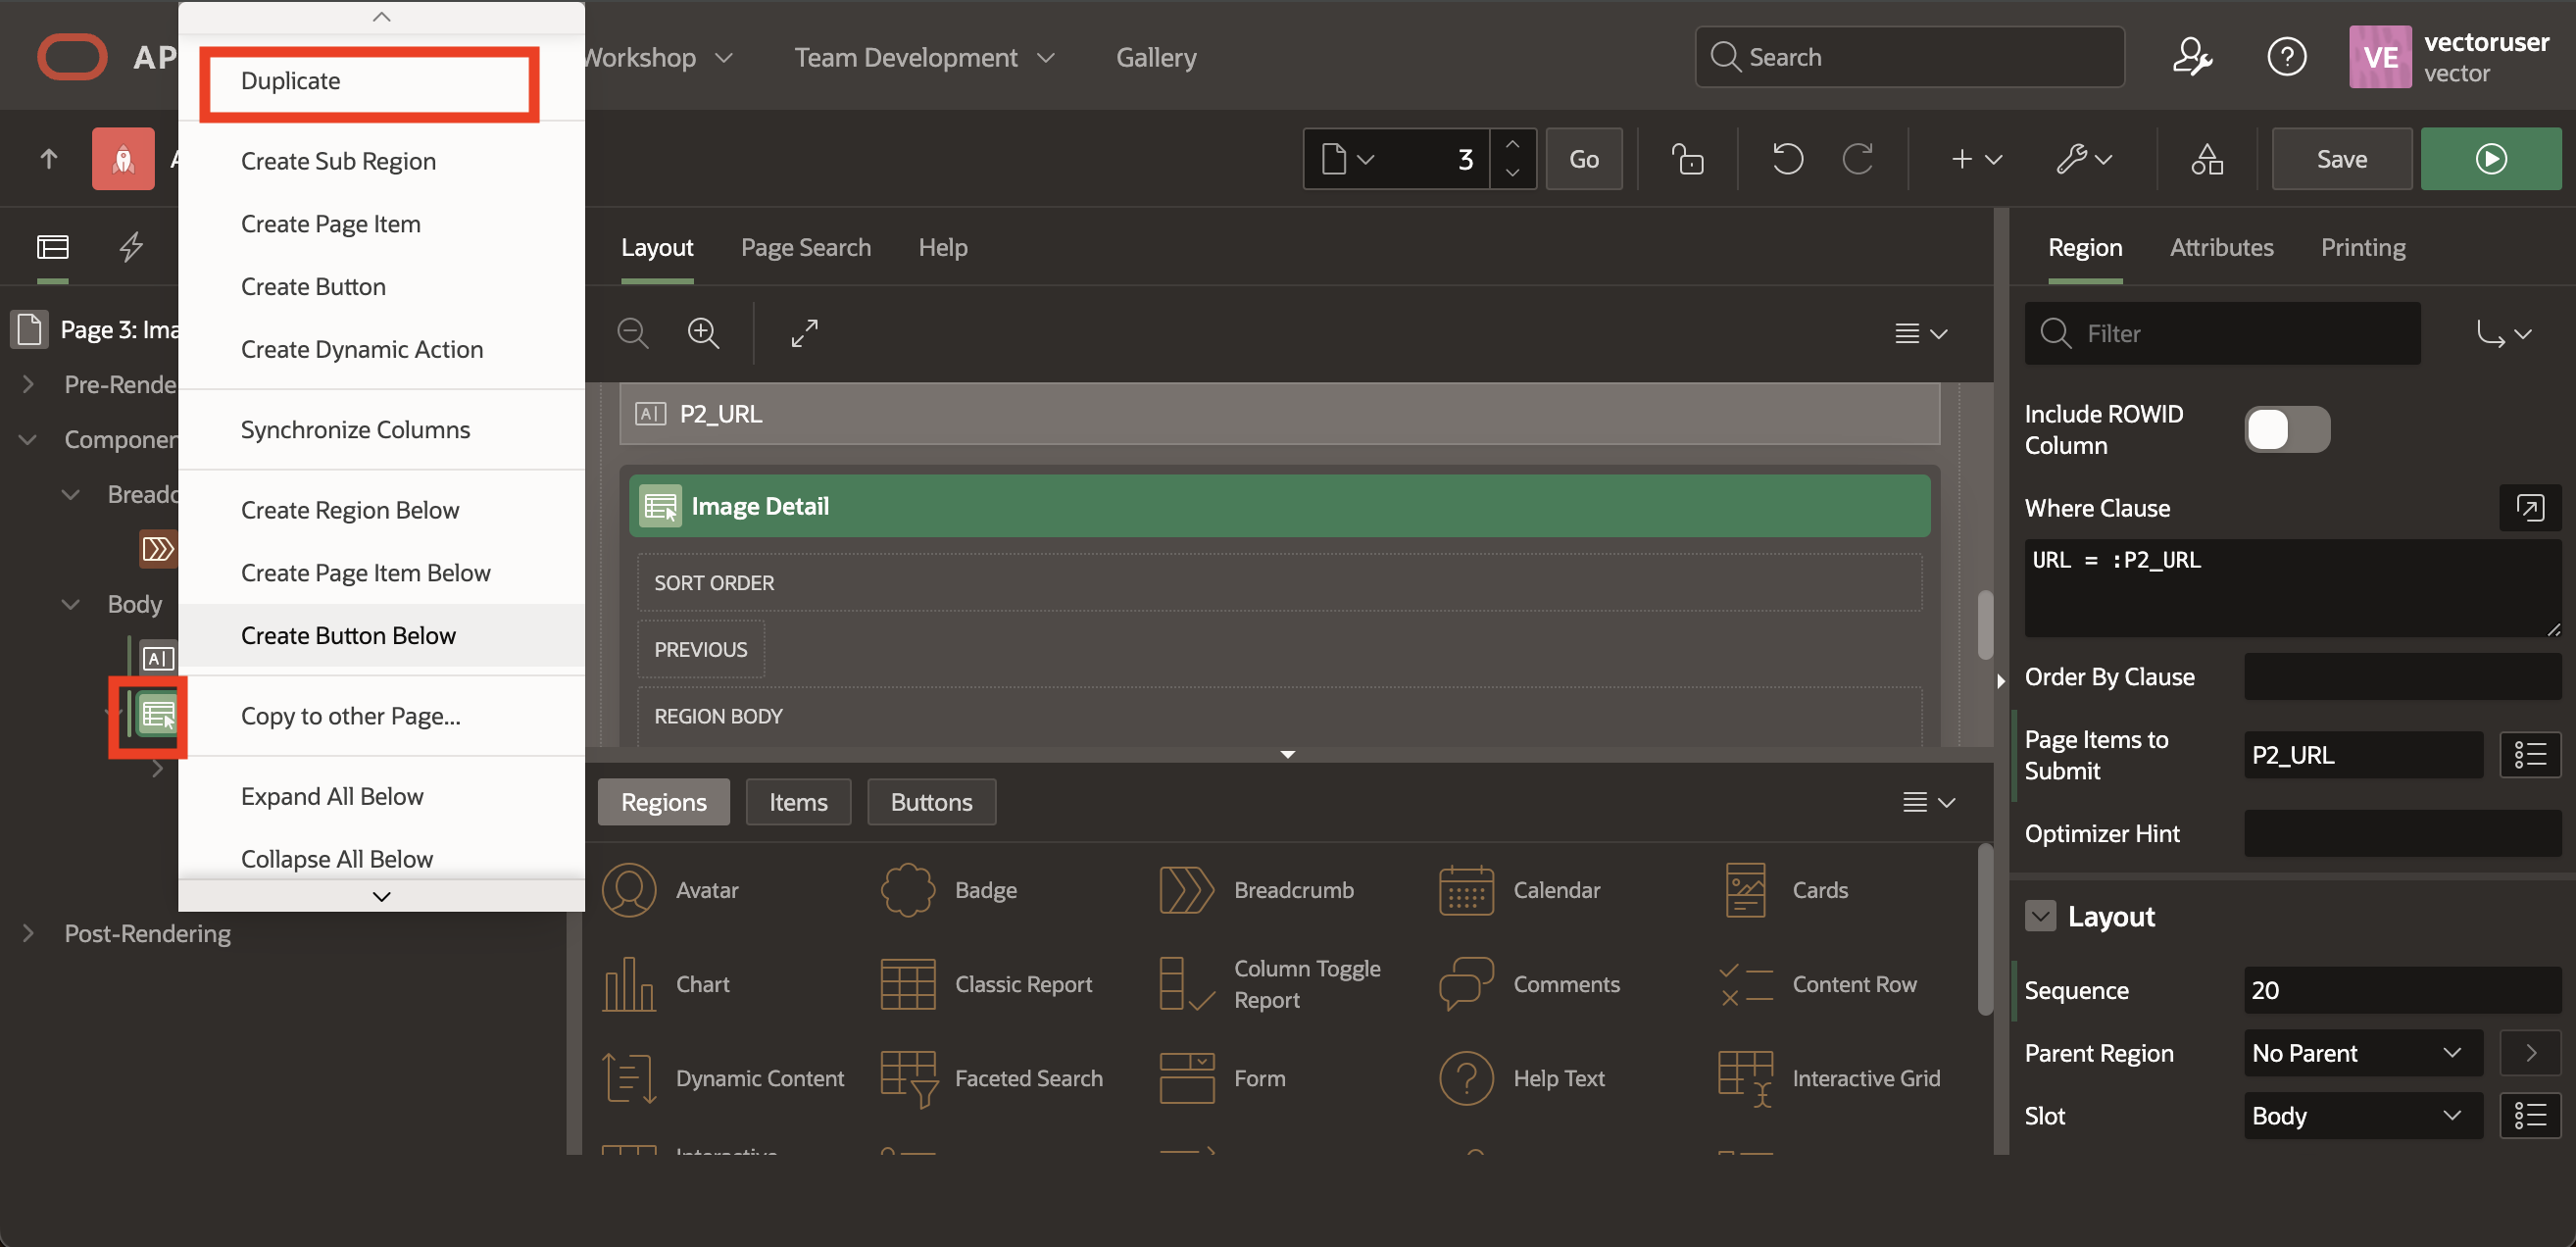 AP
Workshop
Team Development
Gallery
Search
VE
vectoruser
vector
A
3
Go
Save
Duplicate
Create Sub Region
Create Page Item
Create Button
Create Dynamic Action
Synchronize Columns
Create Region Below
Create Page Item Below
Create Button Below
Copy to other Page...
Expand All Below
Collapse All Below
Page 3: Ima
Pre-Rende
Componen
Breadc
Body
Post-Rendering
Layout
Page Search
Help
P2_URL
Image Detail
SORT ORDER
PREVIOUS
REGION BODY
Regions
Items
Buttons
Avatar
Badge
Breadcrumb
Calendar
Cards
Chart
Classic Report
Column Toggle
Report
Comments
Content Row
Dynamic Content
Faceted Search
Form
Help Text
Interactive Grid
Interactive
Region
Attributes
Printing
Filter
Include ROWID
Column
Where Clause
URL = :P2_URL
Order By Clause
Page Items to
Submit
P2_URL
Optimizer Hint
Layout
Sequence
20
Parent Region
No Parent
Slot
Body